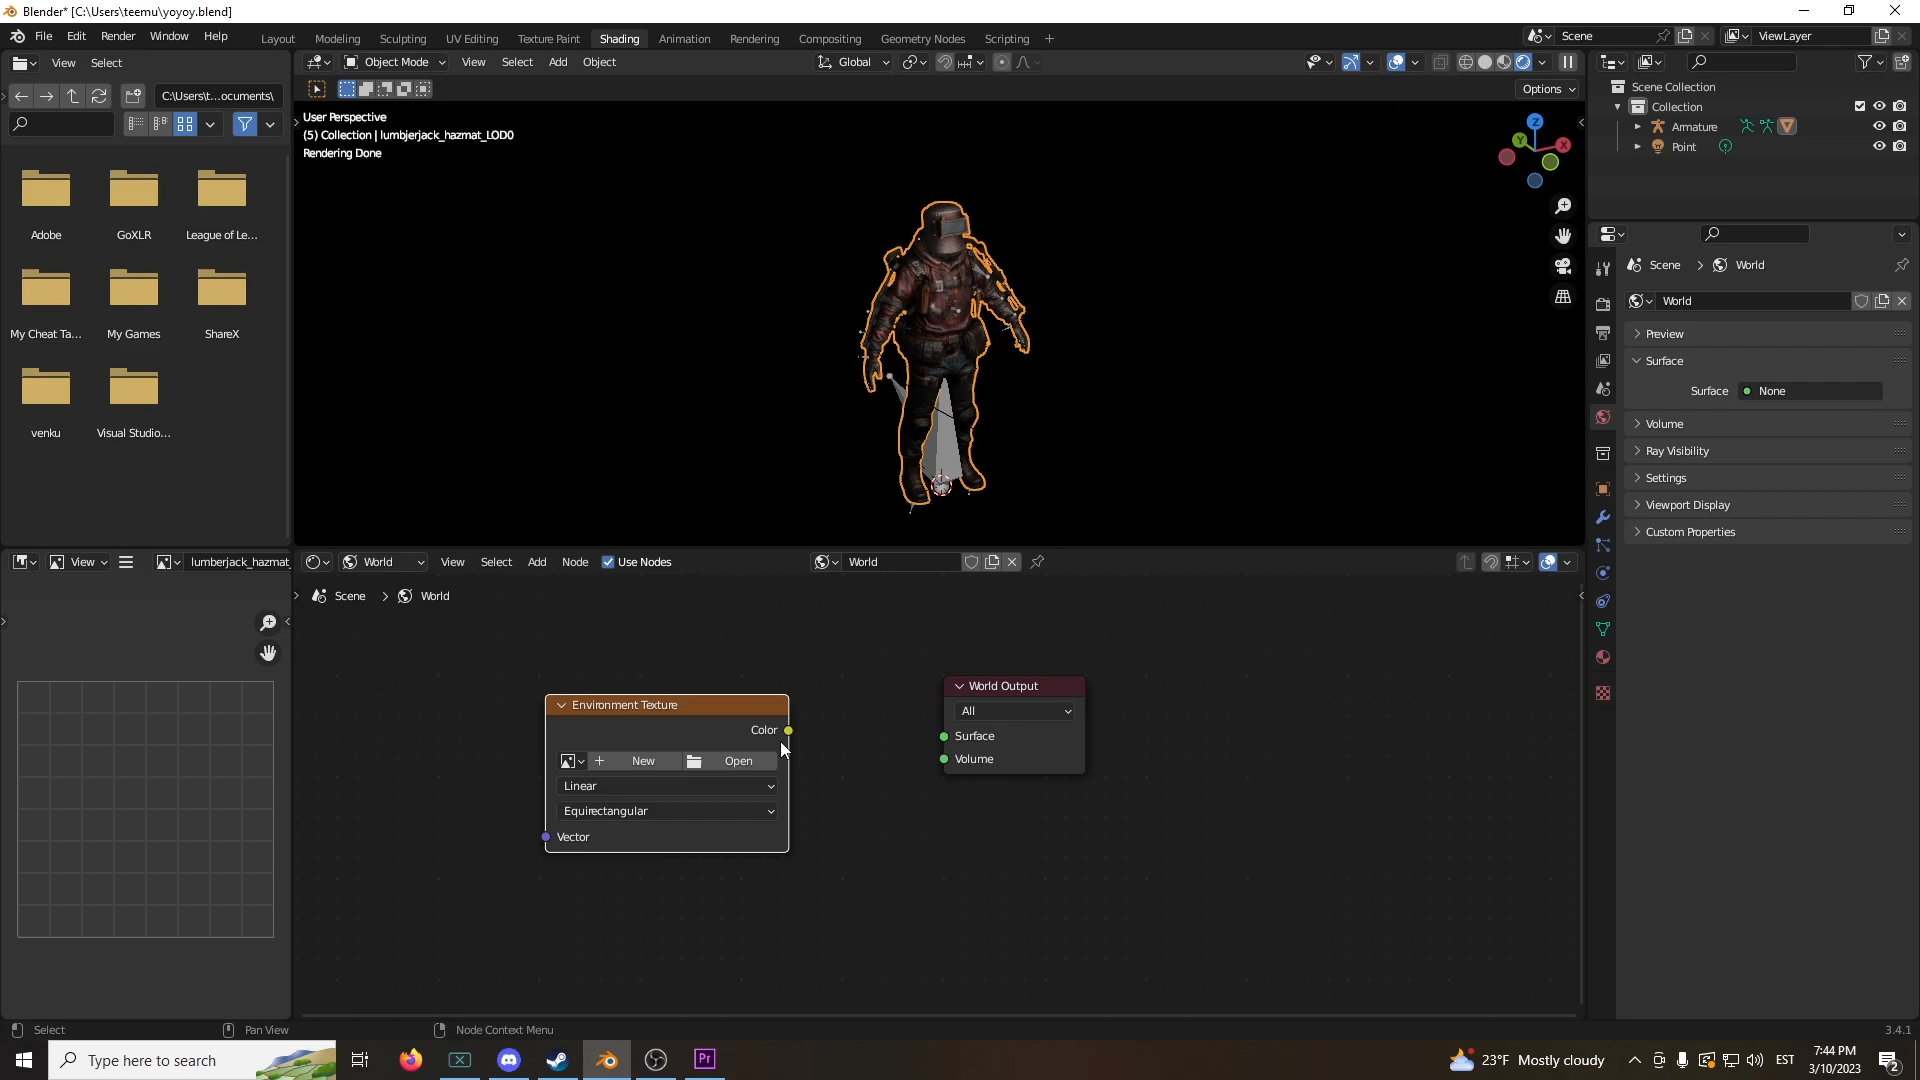 Blender* [C:\Users\teemu\yoyoy.blend]
File Edit Render Window Help
Layout Modeling Sculpting UV Editing Texture Paint Shading Animation Rendering Compositing Geometry Nodes Scripting +
Scene
ViewLayer
View Select
Object Mode View Select Add Object
Global
C:\Users\t...ocuments\
Options
User Perspective
(5) Collection | lumbjerjack_hazmat_LOD0
Rendering Done
Z
Y
X
Adobe
GoXLR
League of Le...
My Cheat Ta...
My Games
ShareX
venku
Visual Studio...
Scene Collection
Collection
Armature
Point
Scene > World
World
Preview
Surface
Surface
None
Volume
Ray Visibility
Settings
Viewport Display
Custom Properties
View
lumberjack_hazmat_
World View Select Add Node Use Nodes
World
Scene > World
Environment Texture
Color
New
Open
Linear
Equirectangular
Vector
World Output
All
Surface
Volume
Select
Pan View
Node Context Menu
3.4.1
Type here to search
Pr
23°F Mostly cloudy
EST
7:44 PM
3/10/2023
2